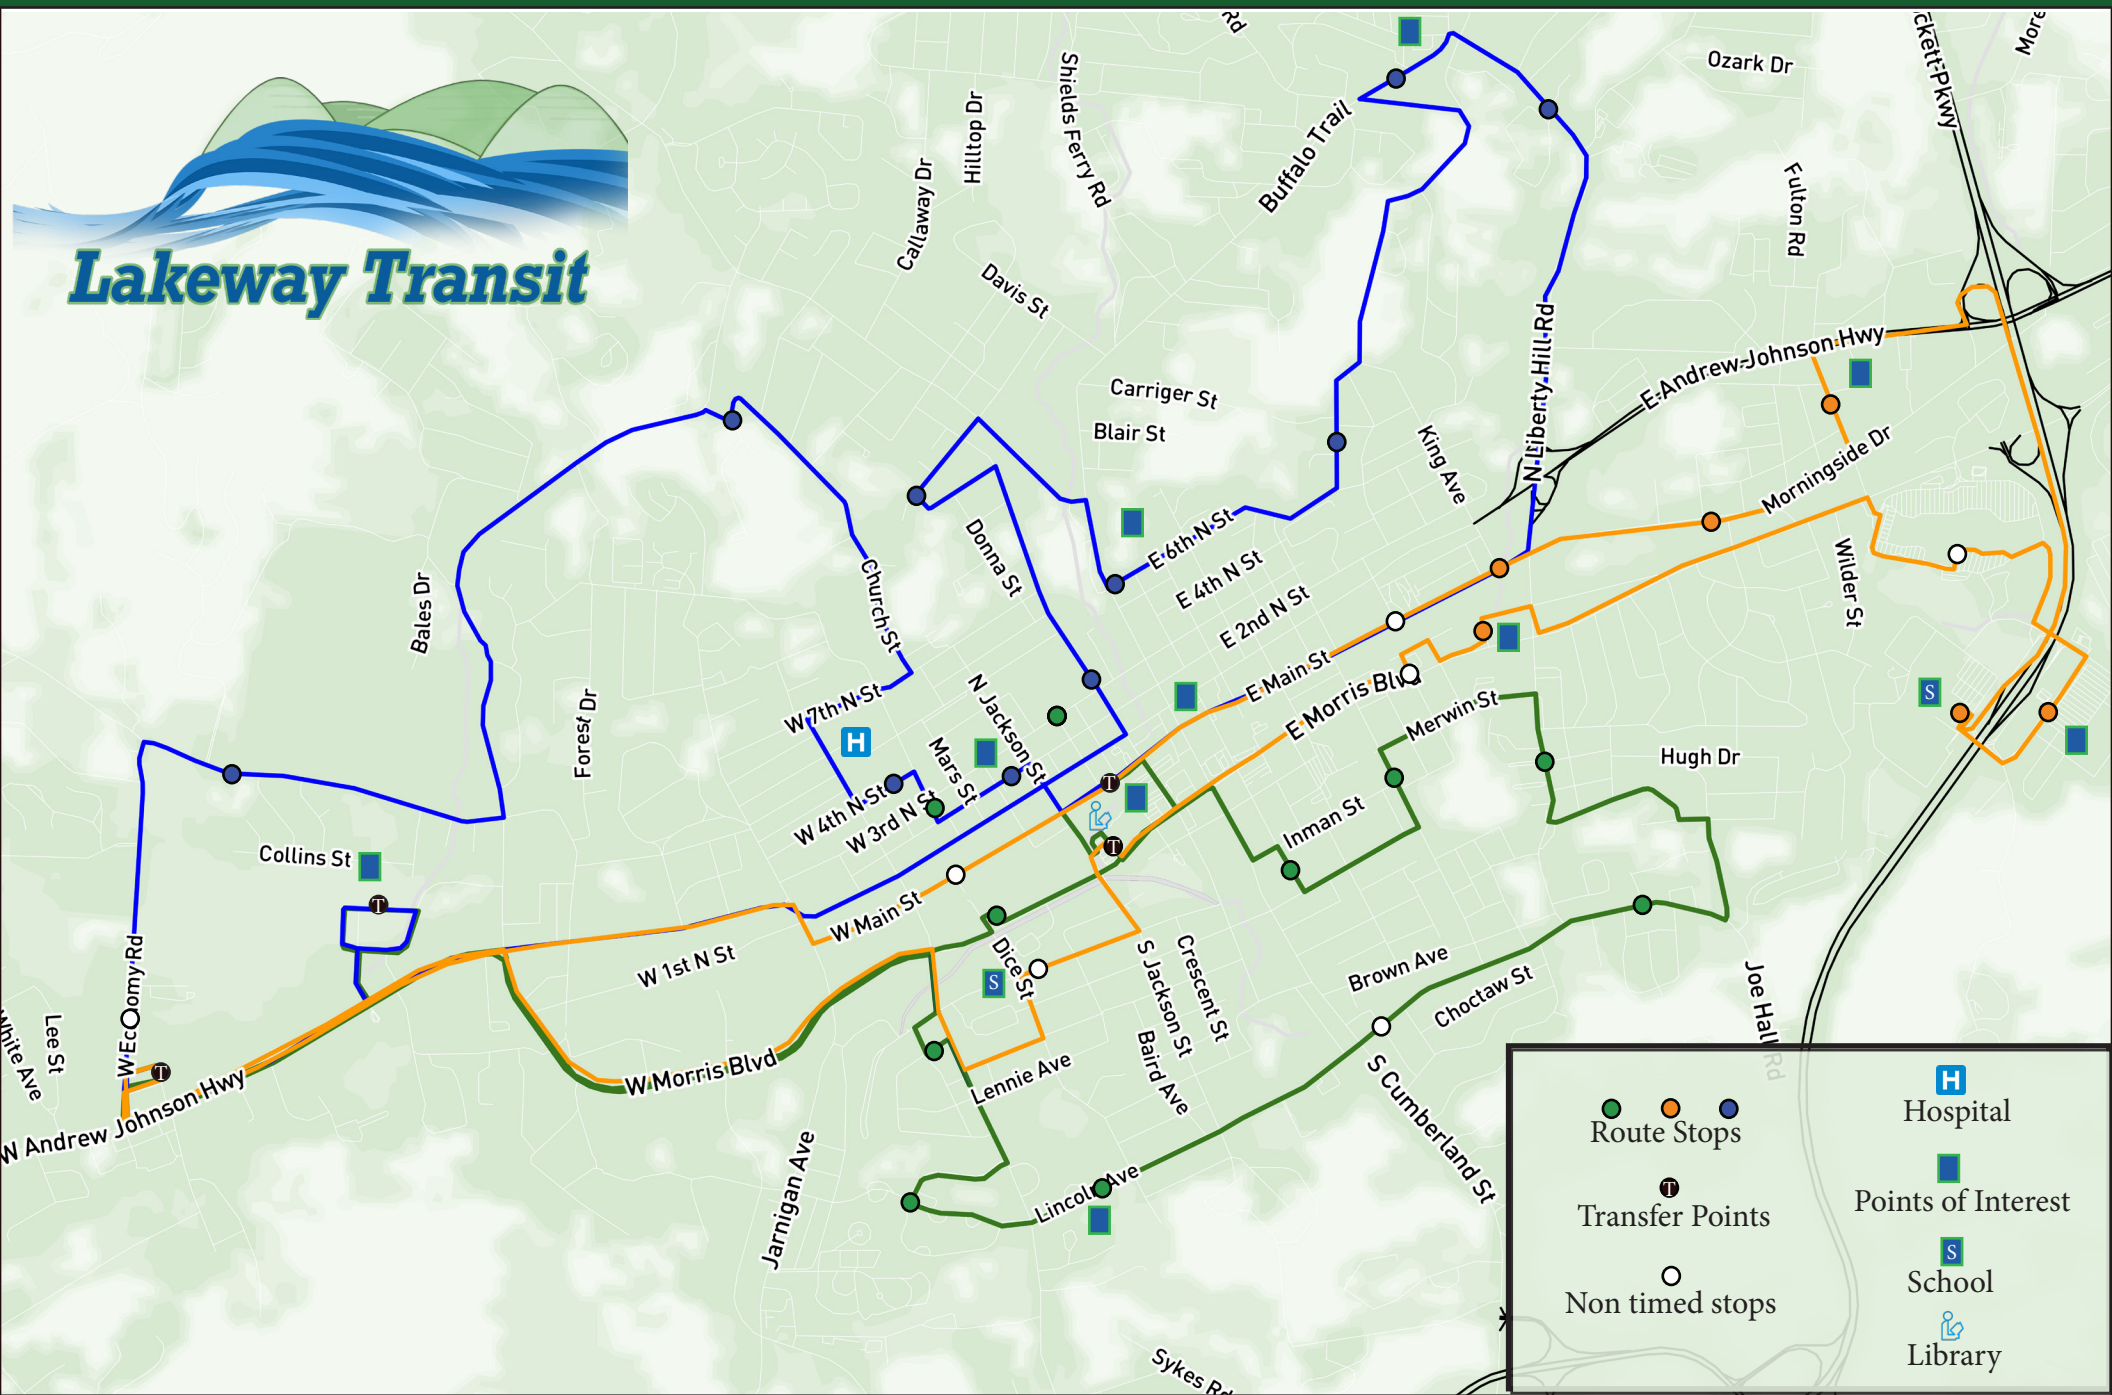 Rd
Ozark Dr
ckett Pkwy
More
Shields Ferry Rd
Hilltop Dr
Callaway Dr
Buffalo Trail
Fulton Rd
Lakeway Transit
Davis St
Carriger St
Blair St
King Ave
N Liberty Hill Rd
E Andrew Johnson Hwy
Morningside Dr
Donna St
E 6th N St
E 4th N St
E 2nd N St
Wilder St
Bales Dr
Church St
Forest Dr
W 7th N St
H
N Jackson St
E Main St
E Morris Blvd
Merwin St
S
Hugh Dr
Mars St
T
W 4th N St
W 3rd N St
Inman St
T
Collins St
T
W Main St
W 1st N St
Dice St
S
S Jackson St
Crescent St
Brown Ave
Choctaw St
Joe Hall Rd
W Economy Rd
Lee St
White Ave
T
W Andrew Johnson Hwy
W Morris Blvd
Lennie Ave
Baird Ave
S Cumberland St
Jarnigan Ave
Lincoln Ave
Sykes Rd
Route Stops
T
Transfer Points
Non timed stops
H
Hospital
Points of Interest
S
School
Library